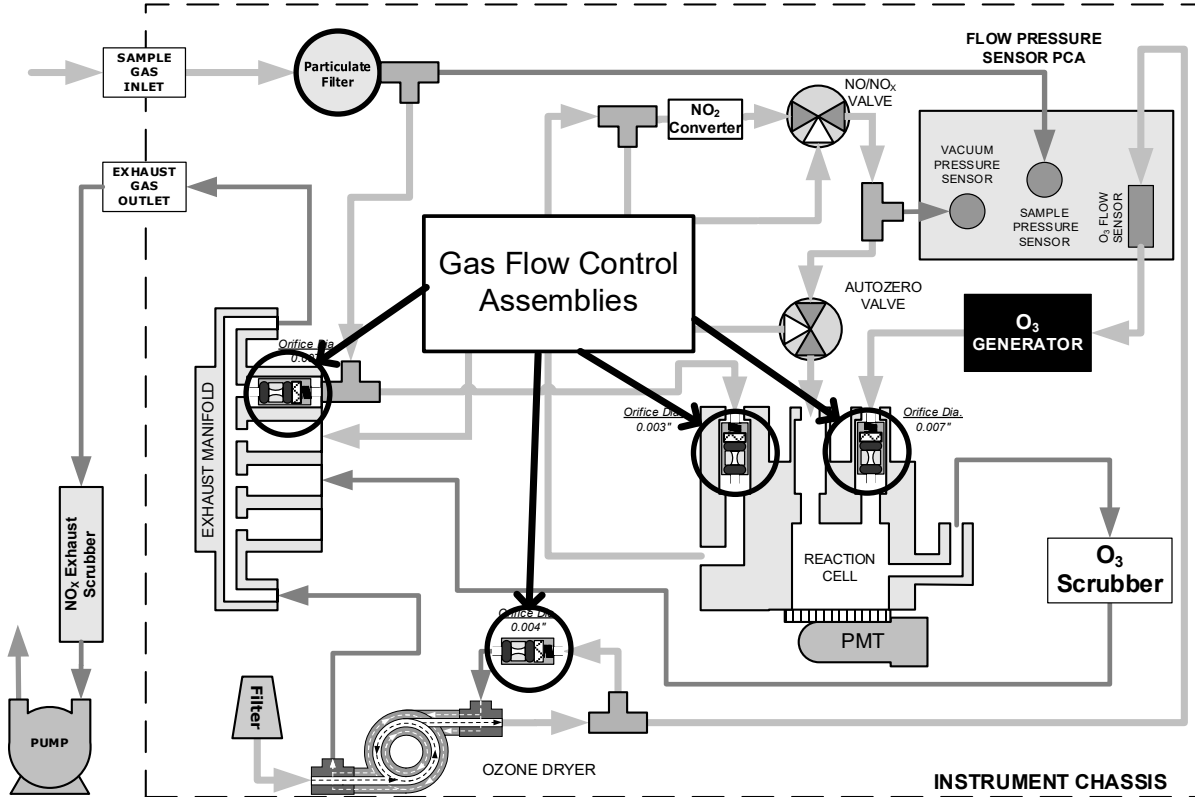 SAMPLE
GAS
INLET
Particulate
Filter
FLOW PRESSURE
SENSOR PCA
NO/NOX
VALVE
NO2
Converter
EXHAUST
GAS
OUTLET
VACUUM
PRESSURE
SENSOR
SAMPLE
PRESSURE
SENSOR
O3 FLOW
SENSOR
Gas Flow Control
Assemblies
AUTOZERO
VALVE
O3
GENERATOR
Orifice Dia.
EXHAUST MANIFOLD
Orifice Dia.
0.003"
Orifice Dia.
0.007"
REACTION
CELL
O3
Scrubber
NOX Exhaust
Scrubber
Orifice Dia.
0.004"
PMT
Filter
PUMP
OZONE DRYER
INSTRUMENT CHASSIS